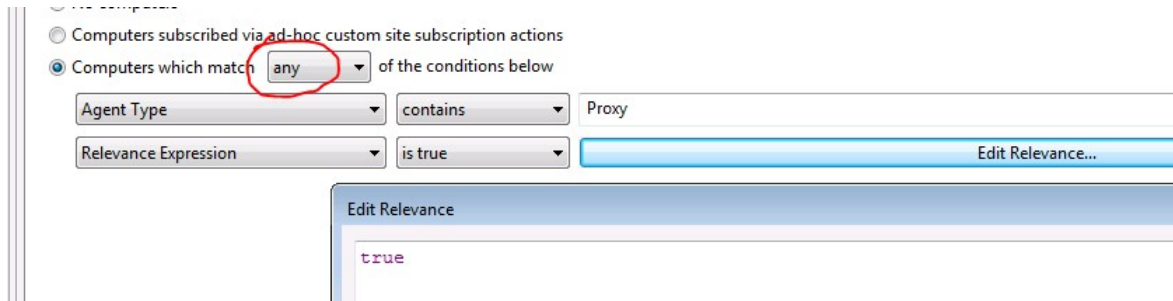 Computers subscribed via ad-hoc custom site subscription actions
Computers which match any of the conditions below
Agent Type contains Proxy
Relevance Expression is true Edit Relevance...
Edit Relevance
true